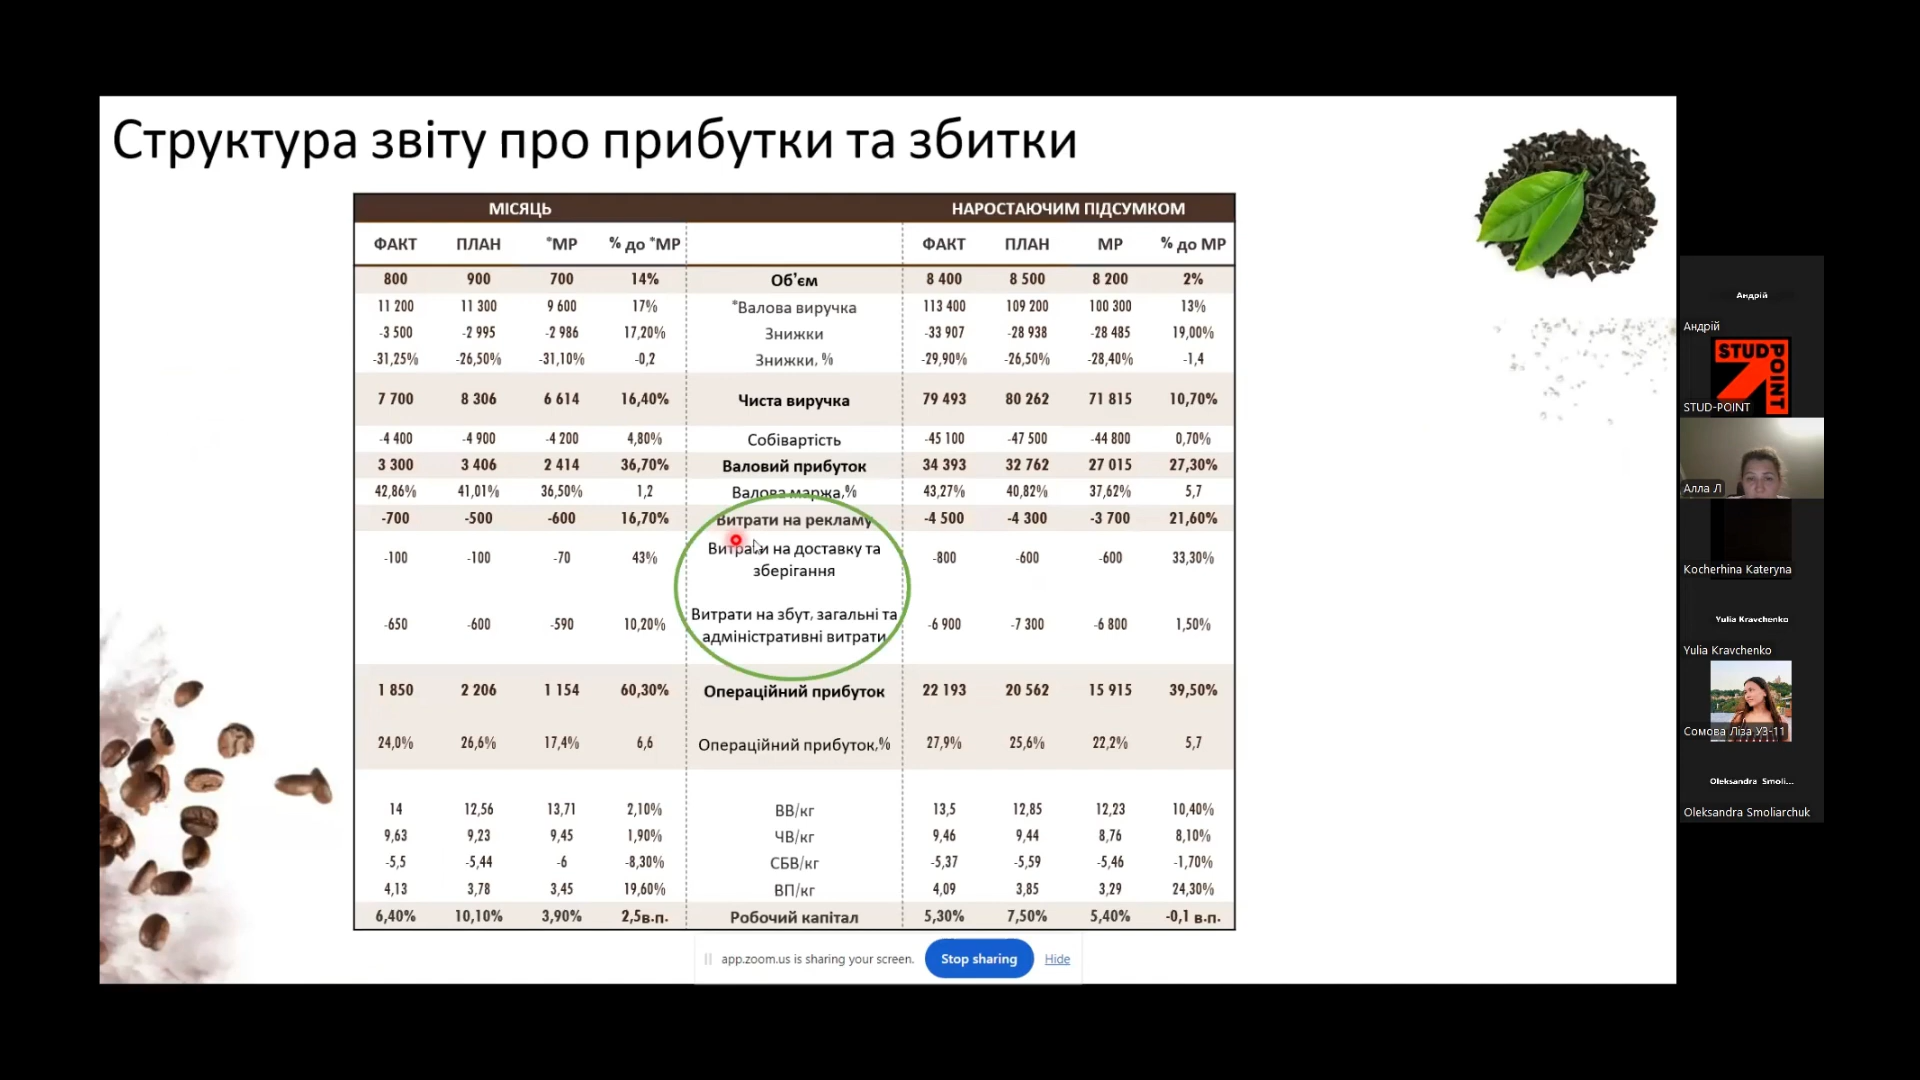 Структура звіту про прибутки та збитки
МІСЯЦЬ НАРОСТАЮЧИМ ПІДСУМКОМ
ФАКТ ПЛАН *МР % до *МР ФАКТ ПЛАН МР % до МР
800 900 700 14% Об'єм 8 400 8 500 8 200 2%
11 200 11 300 9 600 17% *Валова виручка 113 400 109 200 100 300 13%
-3 500 -2 995 -2 986 17,20% Знижки -33 907 -28 938 -28 485 19,00%
-31,25% -26,50% -31,10% -0,2 Знижки, % -29,90% -26,50% -28,40% -1,4
7 700 8 306 6 614 16,40% Чиста виручка 79 493 80 262 71 815 10,70%
-4 400 -4 900 -4 200 4,80% Собівартість -45 100 -47 500 -44 800 0,70%
3 300 3 406 2 414 36,70% Валовий прибуток 34 393 32 762 27 015 27,30%
42,86% 41,01% 36,50% 1,2 Валова маржа,% 43,27% 40,82% 37,62% 5,7
-700 -500 -600 16,70% Витрати на рекламу -4 500 -4 300 -3 700 21,60%
-100 -100 -70 43% Витрати на доставку та зберігання -800 -600 -600 33,30%
-650 -600 -590 10,20% Витрати на збут, загальні та адміністративні витрати -6 900 -7 300 -6 800 1,50%
1 850 2 206 1 154 60,30% Операційний прибуток 22 193 20 562 15 915 39,50%
24,0% 26,6% 17,4% 6,6 Операційний прибуток,% 27,9% 25,6% 22,2% 5,7
14 12,56 13,71 2,10% ВВ/кг 13,5 12,85 12,23 10,40%
9,63 9,23 9,45 1,90% ЧВ/кг 9,46 9,44 8,76 8,10%
-5,5 -5,44 -6 -8,30% СБВ/кг -5,37 -5,59 -5,46 -1,70%
4,13 3,78 3,45 19,60% ВП/кг 4,09 3,85 3,29 24,30%
6,40% 10,10% 3,90% 2,5в.п. Робочий капітал 5,30% 7,50% 5,40% -0,1 в.п.
app.zoom.us is sharing your screen. Stop sharing Hide
Андрій
Андрій
STUD POINT
STUD-POINT
Алла Л
Kocherhina Kateryna
Yulia Kravchenko
Yulia Kravchenko
Сомова Ліза УЗ-11
Oleksandra Smoli...
Oleksandra Smoliarchuk